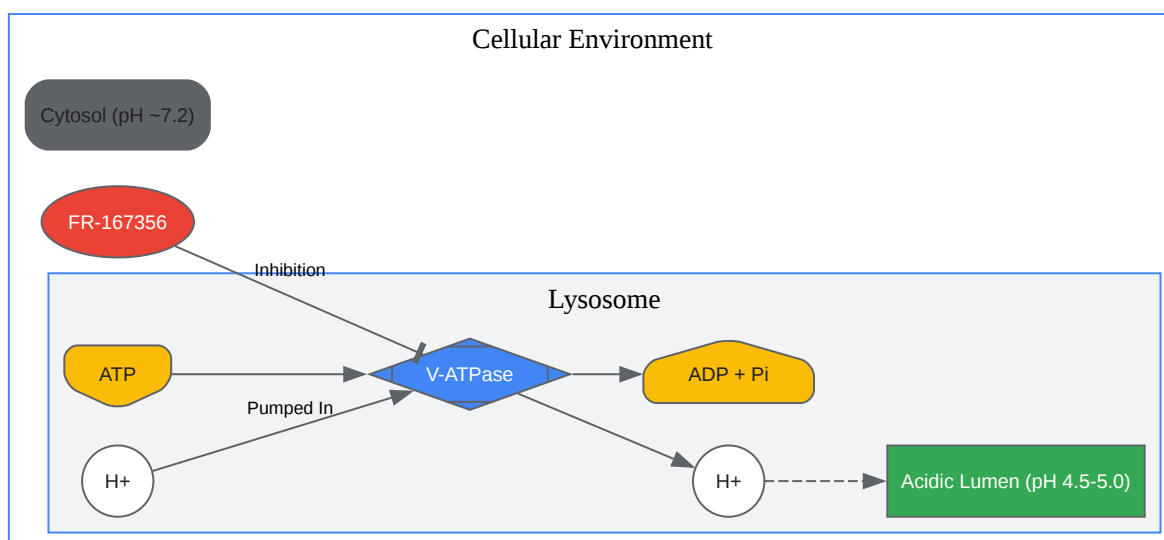 Cellular Environment
Cytosol (pH ~7.2)
FR-167356
Inhibition
Lysosome
ATP
V-ATPase
ADP + Pi
Pumped In
H+
H+
Acidic Lumen (pH 4.5-5.0)